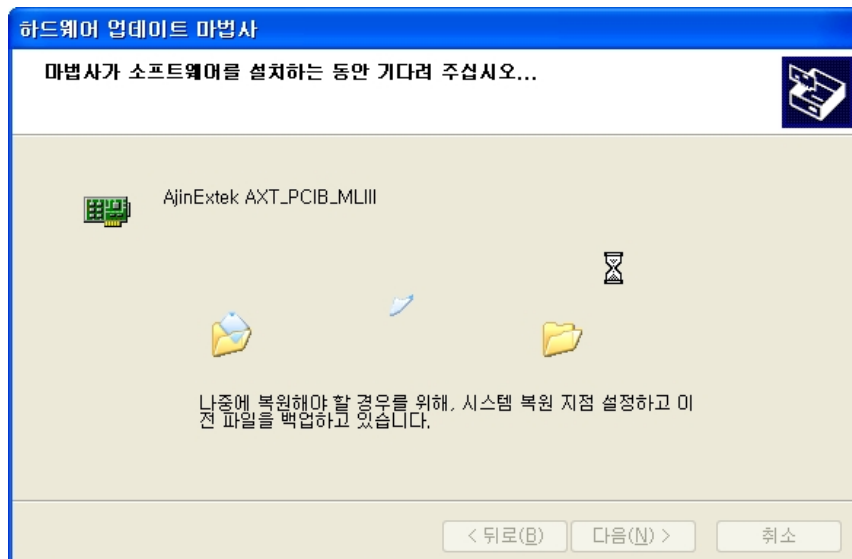 하드웨어 업데이트 마법사
마법사가 소프트웨어를 설치하는 동안 기다려 주십시오...
AjinExtek AXT_PCIB_MLIII
나중에 복원해야 할 경우를 위해, 시스템 복원 지점 설정하고 이
전 파일을 백업하고 있습니다.
< 뒤로(B) 다음(N) > 취소